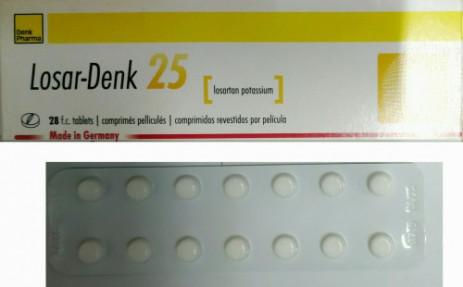 Denk
Pharma
Losar-Denk 25
[losartan potassium]
28 f.c. tablets | comprimés pelliculés | comprimidos revestidos por película
Made in Germany